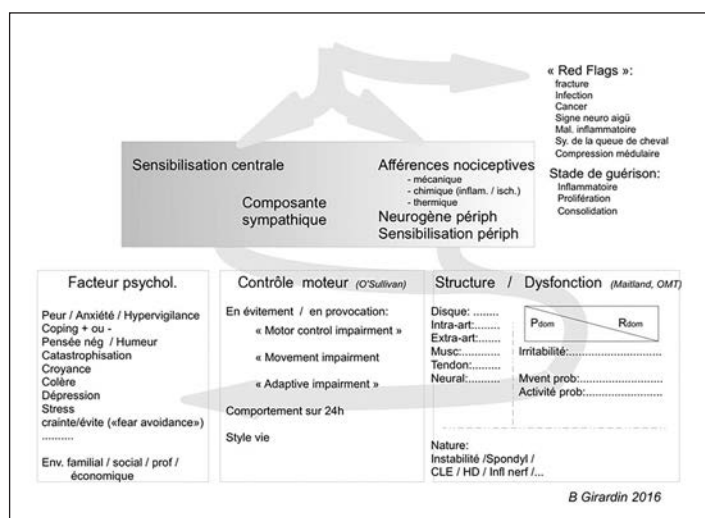 « Red Flags »:
fracture
Infection
Cancer
Signe neuro aigü
Mal. inflammatoire
Sy. de la queue de cheval
Compression médulaire
Stade de guérison:
Inflammatoire
Prolifération
Consolidation
Sensibilisation centrale
Composante
sympathique
Afférences nociceptives
- mécanique
- chimique (inflam. / isch.)
- thermique
Neurogène périph
Sensibilisation périph
Facteur psychol.
Peur / Anxiété / Hypervigilance
Coping + ou -
Pensée nég / Humeur
Catastrophisation
Croyance
Colère
Dépression
Stress
crainte/évite («fear avoidance»)
..........
Env. familial / social / prof /
économique
Contrôle moteur (O'Sullivan)
En évitement / en provocation:
« Motor control impairment »
« Movement impairment
« Adaptive impairment »
Comportement sur 24h
Style vie
Structure / Dysfonction (Maitland, OMT)
Disque: ........
Intra-art:.......
Extra-art:......
Musc:...........
Tendon:........
Neural:.........
Pdom Rdom
Irritabilité:......................
Mvent prob:.......................
Activité prob:.....................
Nature:
Instabilité /Spondyl /
CLE / HD / Infl nerf /...
B Girardin 2016